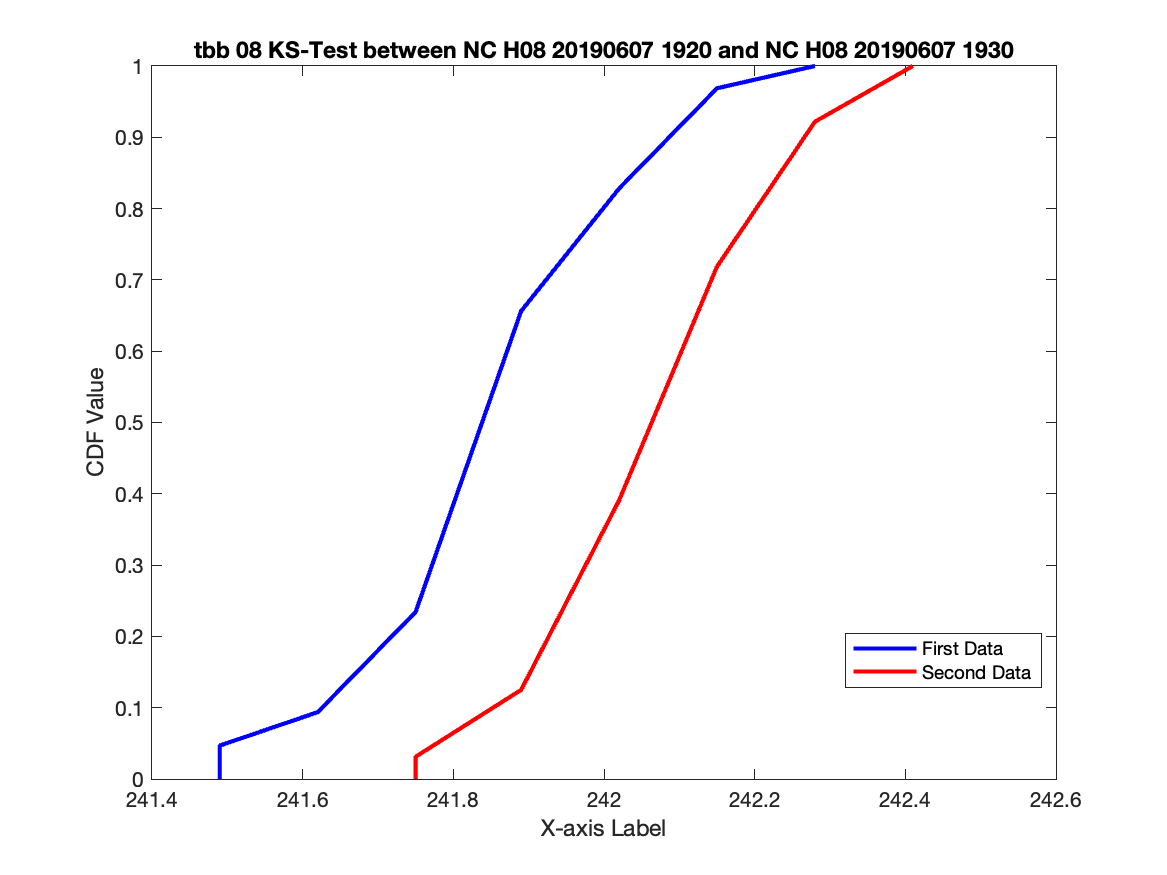 tbb 08 KS-Test between NC H08 20190607 1920 and NC H08 20190607 1930
1
0.9
0.8
0.7
0.6
0.5
0.4
0.3
0.2
0.1
0
CDF Value
First Data
Second Data
241.4 241.6 241.8 242 242.2 242.4 242.6
X-axis Label